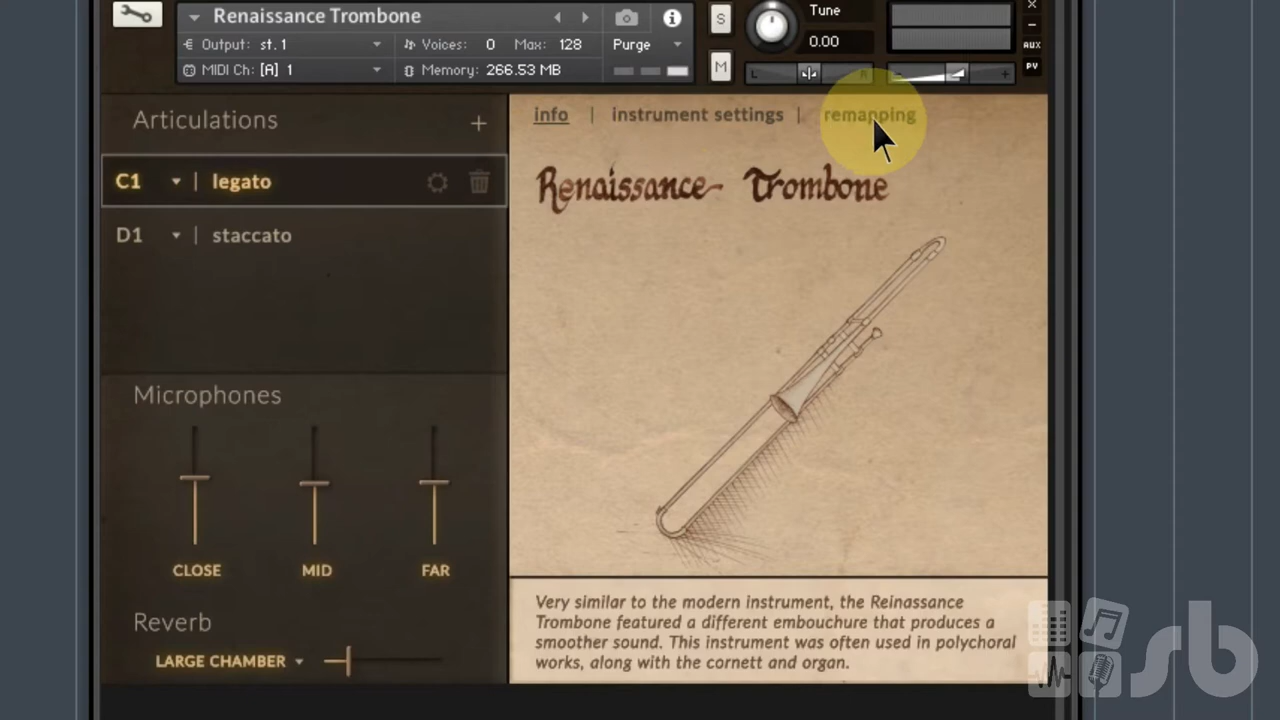 Renaissance Trombone
Output: st.1
Voices: 0 Max: 128
Purge
MIDI Ch: [A] 1
Memory: 266.53 MB
S
M
Tune
0.00
L
R
-
+
×
-
AUX
PV
Articulations +
C1 | legato
D1 | staccato
Microphones
CLOSE MID FAR
Reverb
LARGE CHAMBER
info | instrument settings | remapping
Renaissance Trombone
Very similar to the modern instrument, the Reinassance
Trombone featured a different embouchure that produces a
smoother sound. This instrument was often used in polychoral
works, along with the cornett and organ.
sb